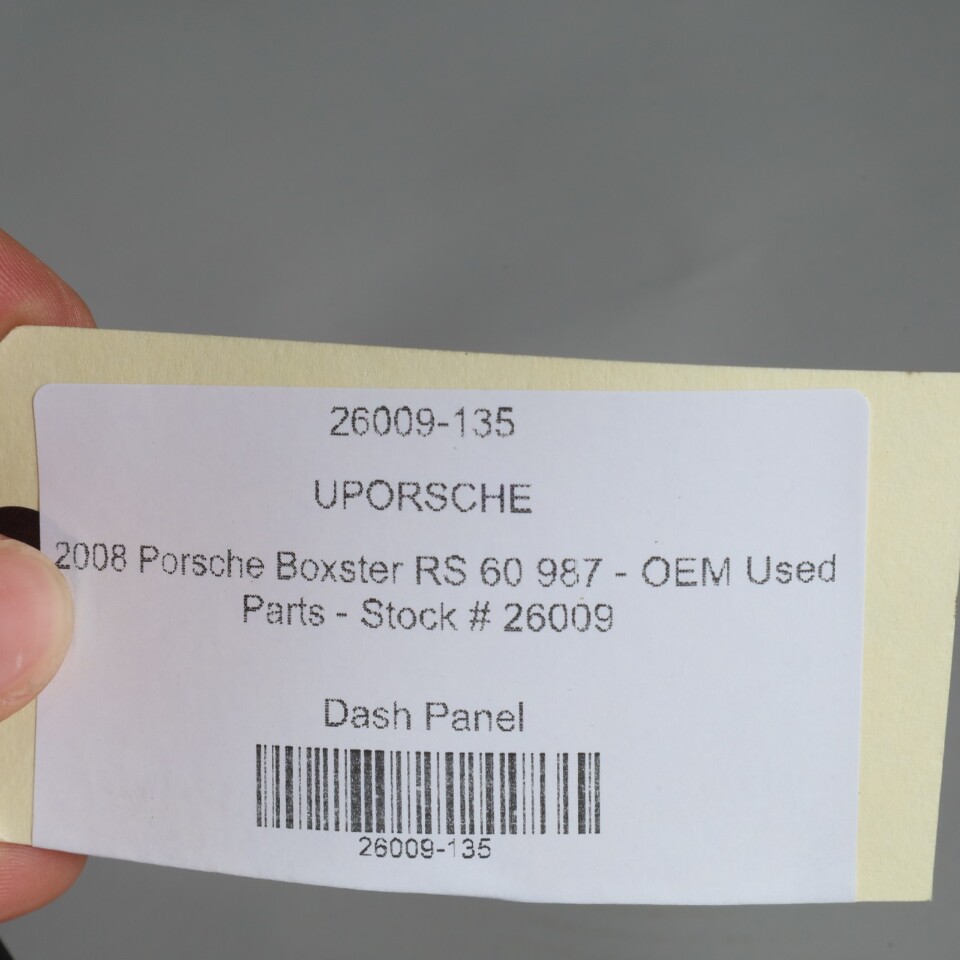 26009-135
UPORSCHE
2008 Porsche Boxster RS 60 987 - OEM Used
Parts - Stock # 26009
Dash Panel
26009-135